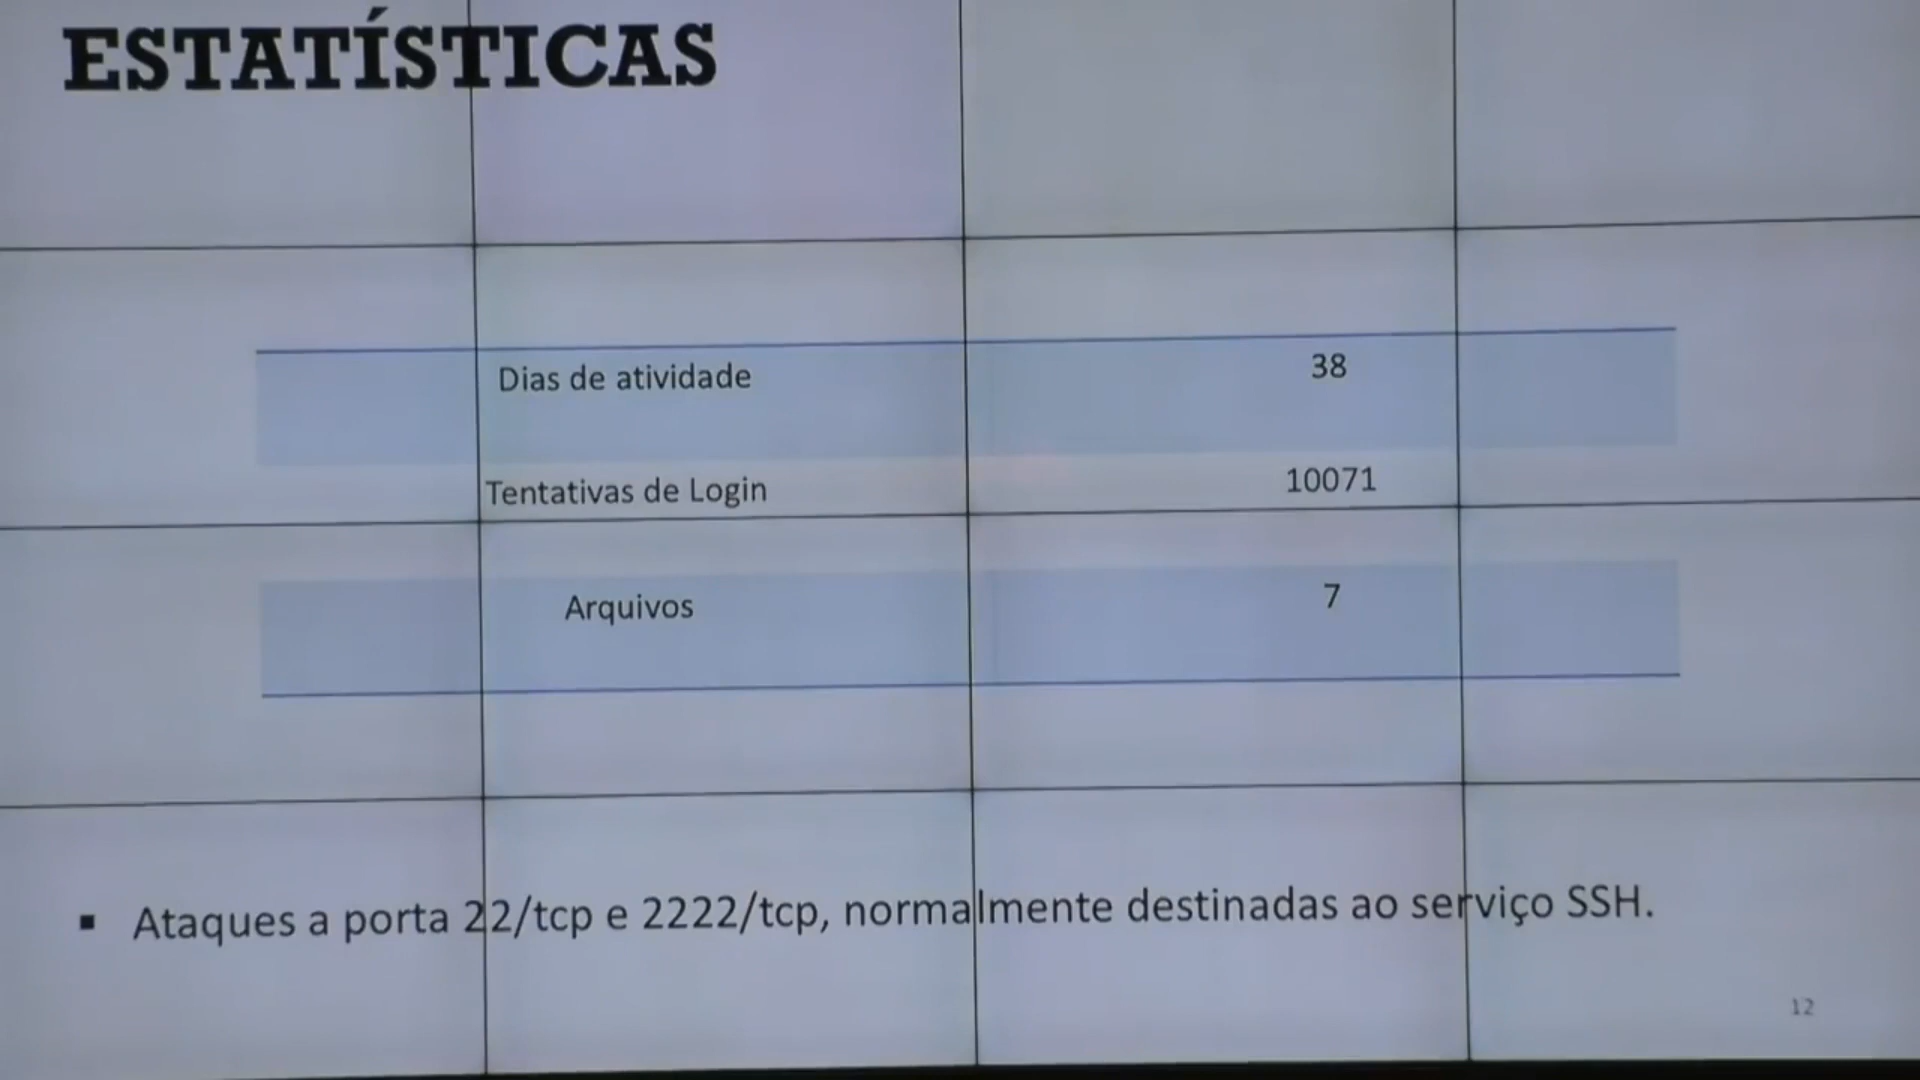 ESTATÍSTICAS
Dias de atividade 38
Tentativas de Login 10071
Arquivos 7
▪ Ataques a porta 22/tcp e 2222/tcp, normalmente destinadas ao serviço SSH.
12